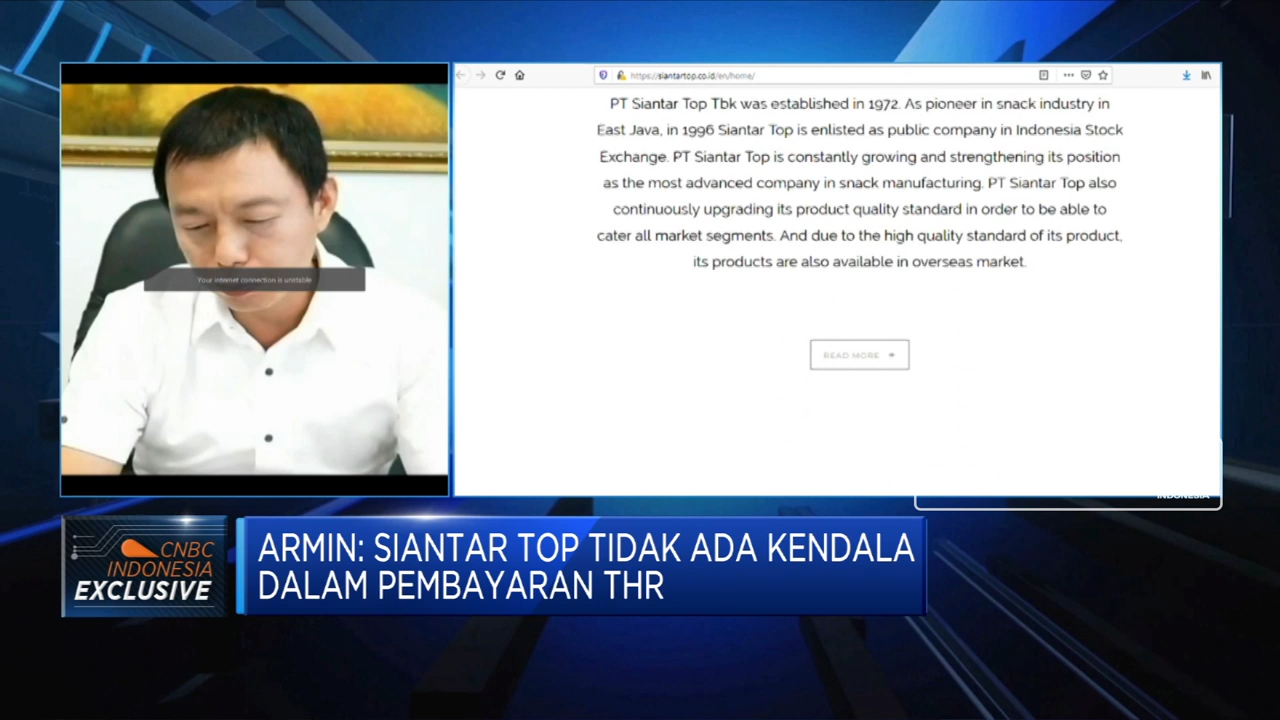 https://siantartop.co.id/en/home/
PT Siantar Top Tbk was established in 1972. As pioneer in snack industry in
East Java, in 1996 Siantar Top is enlisted as public company in Indonesia Stock
Exchange. PT Siantar Top is constantly growing and strengthening its position
as the most advanced company in snack manufacturing. PT Siantar Top also
continuously upgrading its product quality standard in order to be able to
cater all market segments. And due to the high quality standard of its product,
its products are also available in overseas market.
READ MORE
Your internet connection is unstable
INDONESIA
CNBC
INDONESIA
EXCLUSIVE
ARMIN: SIANTAR TOP TIDAK ADA KENDALA
DALAM PEMBAYARAN THR